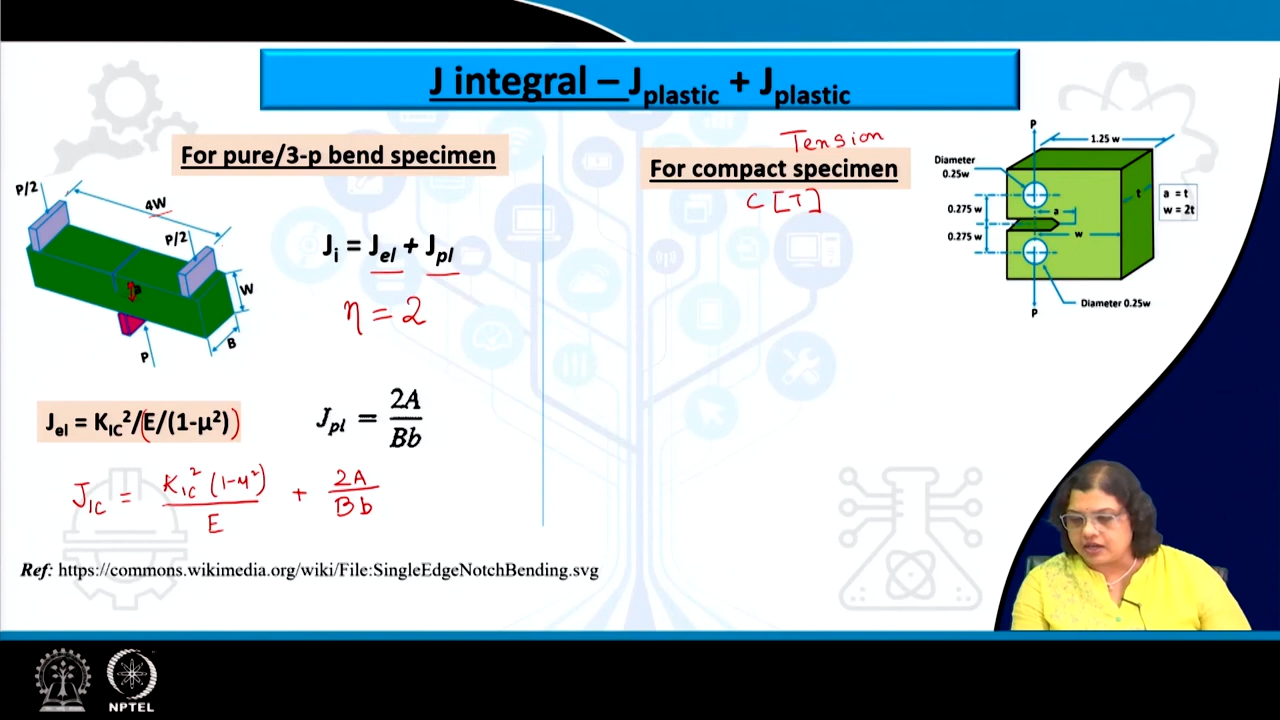 J integral – Jplastic + Jplastic
For pure/3-p bend specimen
Tension
For compact specimen
C [T]
P/2
4W
P/2
W
B
P
Ji = Jel + Jpl
η = 2
P
1.25 w
Diameter
0.25w
0.275 w
0.275 w
a
w
t
a = t
w = 2t
Diameter 0.25w
P
Jel = KIC²/(E/(1-μ²))
Jpl = 2A / Bb
J1C = K1C² (1-μ²) / E + 2A / Bb
Ref: https://commons.wikimedia.org/wiki/File:SingleEdgeNotchBending.svg
NPTEL